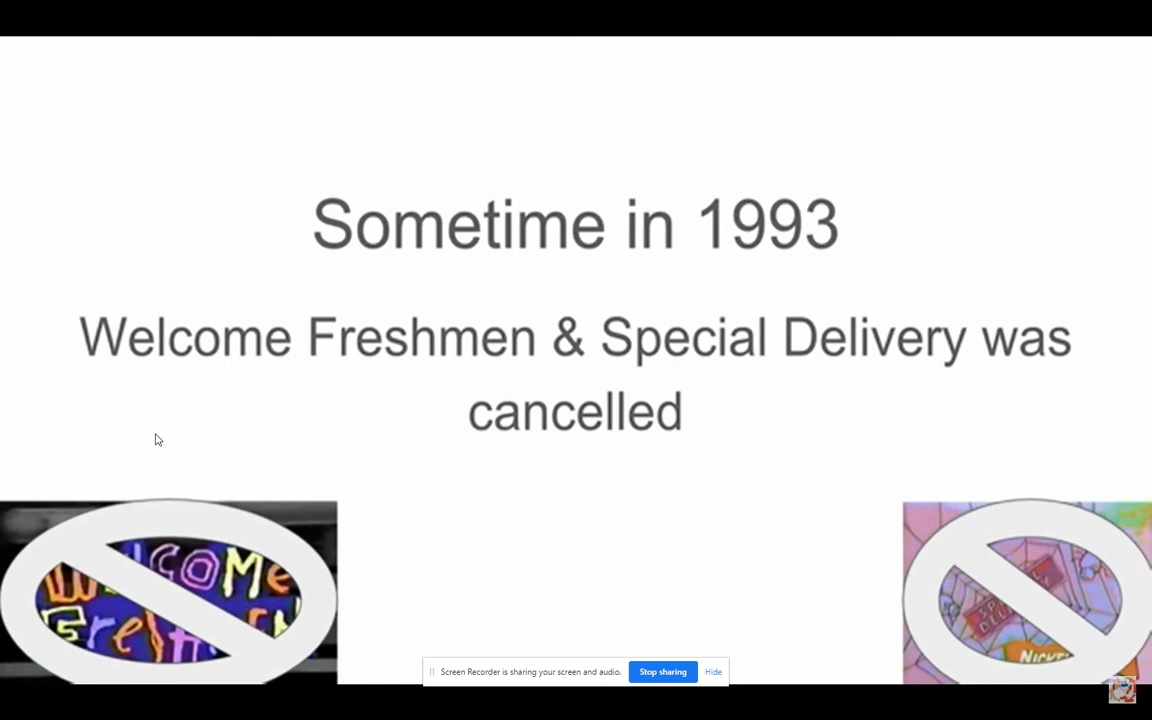 Sometime in 1993
Welcome Freshmen & Special Delivery was
cancelled
Screen Recorder is sharing your screen and audio.
Stop sharing
Hide